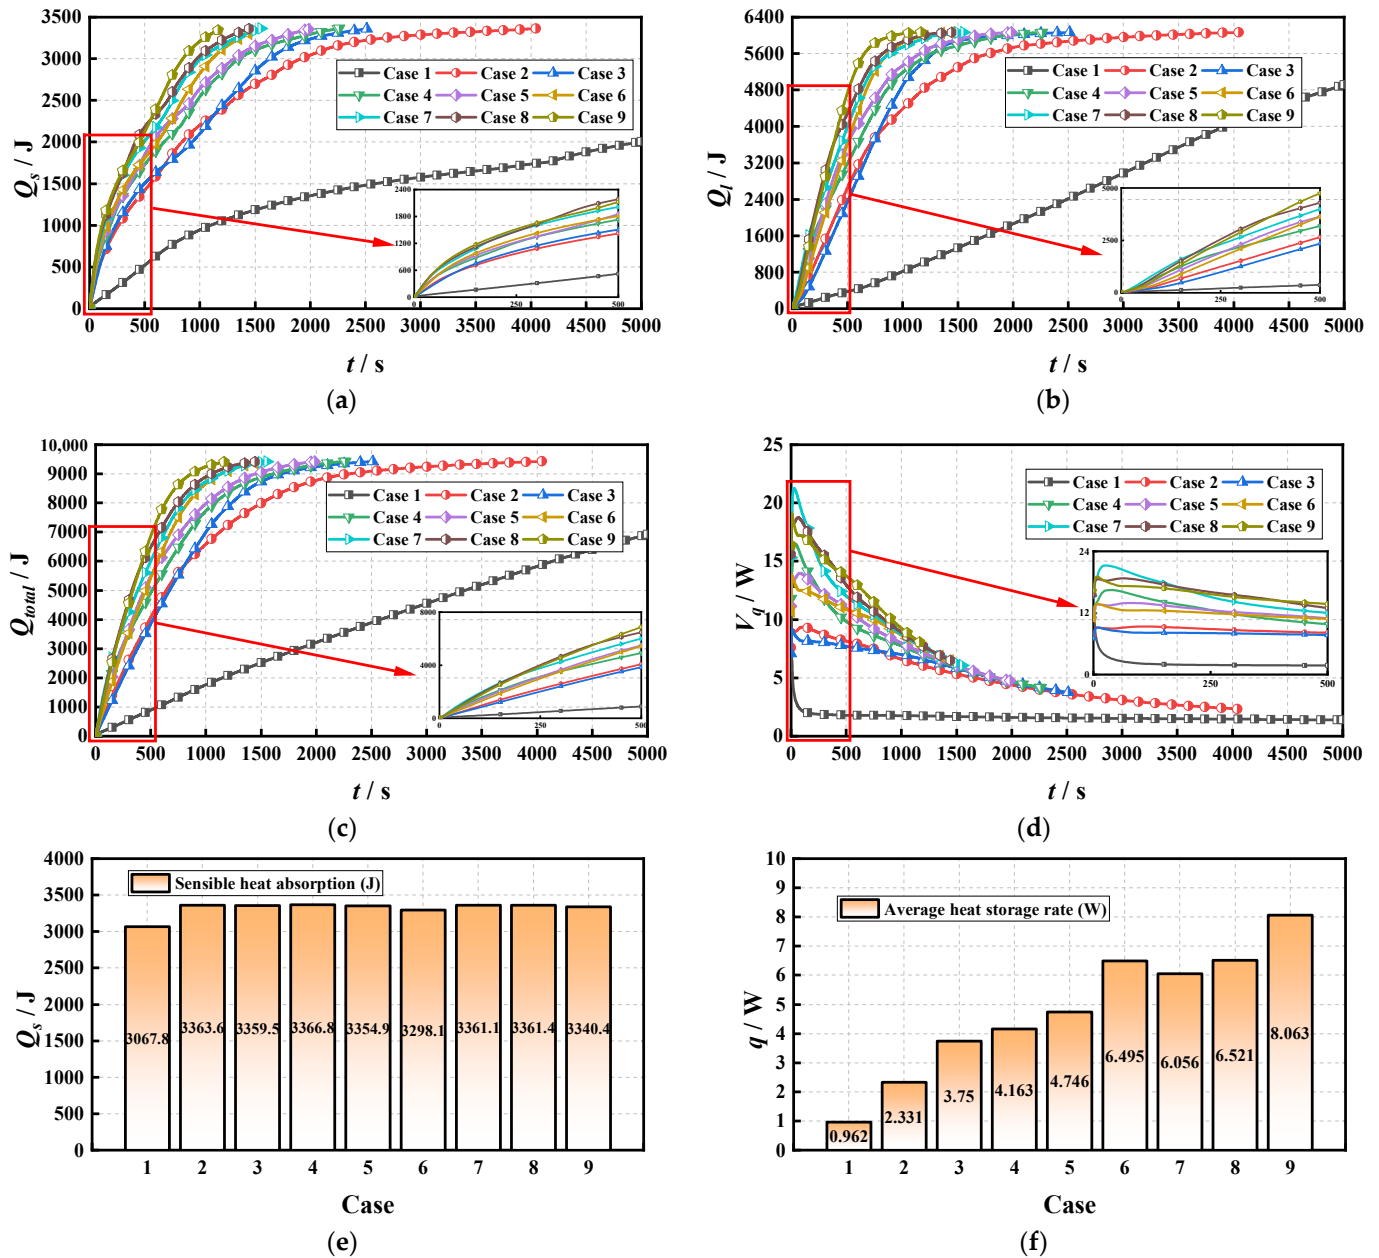 3500
3000
2500
2000
1500
1000
500
0
Qs / J
Case 1 Case 2 Case 3
Case 4 Case 5 Case 6
Case 7 Case 8 Case 9
2400
1800
1200
600
0
0 250 500
0 500 1000 1500 2000 2500 3000 3500 4000 4500 5000
t / s
(a)
6400
5600
4800
4000
3200
2400
1600
800
0
Ql / J
Case 1 Case 2 Case 3
Case 4 Case 5 Case 6
Case 7 Case 8 Case 9
5000
2500
0
0 250 500
0 500 1000 1500 2000 2500 3000 3500 4000 4500 5000
t / s
(b)
10,000
9000
8000
7000
6000
5000
4000
3000
2000
1000
0
Qtotal / J
Case 1 Case 2 Case 3
Case 4 Case 5 Case 6
Case 7 Case 8 Case 9
8000
4000
0
0 250 500
0 500 1000 1500 2000 2500 3000 3500 4000 4500 5000
t / s
(c)
25
20
15
10
5
0
Vq / W
Case 1 Case 2 Case 3
Case 4 Case 5 Case 6
Case 7 Case 8 Case 9
24
12
0
0 250 500
0 500 1000 1500 2000 2500 3000 3500 4000 4500 5000
t / s
(d)
4000
3500
3000
2500
2000
1500
1000
500
0
Qs / J
Sensible heat absorption (J)
3067.8 3363.6 3359.5 3366.8 3354.9 3298.1 3361.1 3361.4 3340.4
1 2 3 4 5 6 7 8 9
Case
(e)
10
9
8
7
6
5
4
3
2
1
0
q / W
Average heat storage rate (W)
0.962 2.331 3.75 4.163 4.746 6.495 6.056 6.521 8.063
1 2 3 4 5 6 7 8 9
Case
(f)